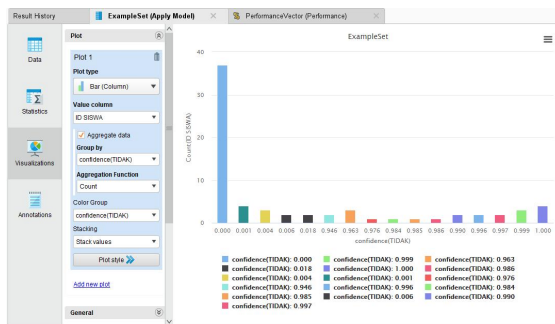 Result History
ExampleSet (Apply Model)
PerformanceVector (Performance)
Data
Statistics
Visualizations
Annotations
Plot
Plot 1
Plot type
Bar (Column)
Value column
ID SISWA
Aggregate data
Group by
confidence(TIDAK)
Aggregation Function
Count
Color Group
confidence(TIDAK)
Stacking
Stack values
Plot style
Add new plot
General
ExampleSet
Count(ID SISWA)
40
30
20
10
0
0.000 0.001 0.004 0.006 0.018 0.946 0.963 0.976 0.984 0.985 0.986 0.990 0.996 0.997 0.999 1.000
confidence(TIDAK)
confidence(TIDAK): 0.000 confidence(TIDAK): 0.999 confidence(TIDAK): 0.963
confidence(TIDAK): 0.018 confidence(TIDAK): 1.000 confidence(TIDAK): 0.986
confidence(TIDAK): 0.004 confidence(TIDAK): 0.001 confidence(TIDAK): 0.976
confidence(TIDAK): 0.946 confidence(TIDAK): 0.996 confidence(TIDAK): 0.984
confidence(TIDAK): 0.985 confidence(TIDAK): 0.006 confidence(TIDAK): 0.990
confidence(TIDAK): 0.997